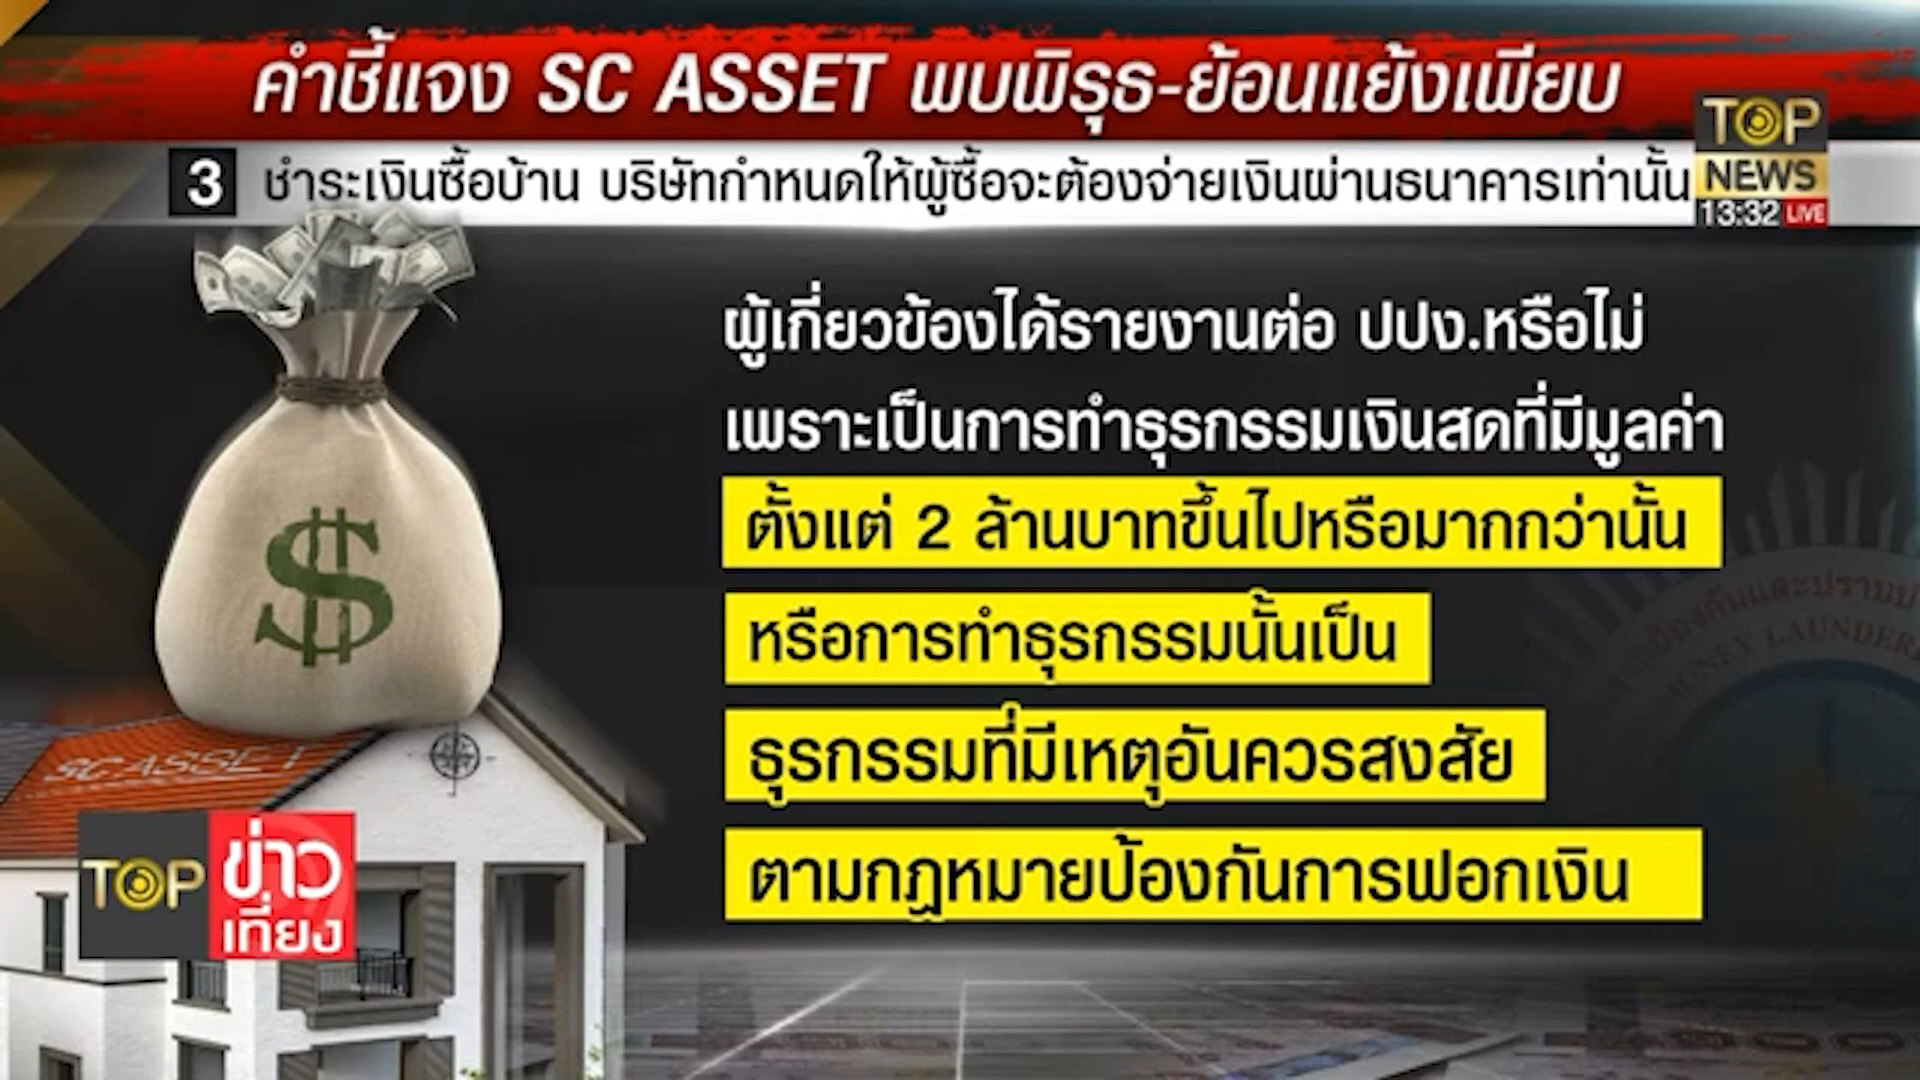 คำชี้แจง SC ASSET พบพิรุธ-ย้อนแย้งเพียบ
3 ชำระเงินซื้อบ้าน บริษัทกำหนดให้ผู้ซื้อจะต้องจ่ายเงินผ่านธนาคารเท่านั้น
TOP
NEWS
13:32 LIVE
ผู้เกี่ยวข้องได้รายงานต่อ ปปง.หรือไม่
เพราะเป็นการทำธุรกรรมเงินสดที่มีมูลค่า
ตั้งแต่ 2 ล้านบาทขึ้นไปหรือมากกว่านั้น
หรือการทำธุรกรรมนั้นเป็น
ธุรกรรมที่มีเหตุอันควรสงสัย
ตามกฎหมายป้องกันการฟอกเงิน
$
SC ASSET
TOP ข่าว
เที่ยง
MONEY LAUNDER